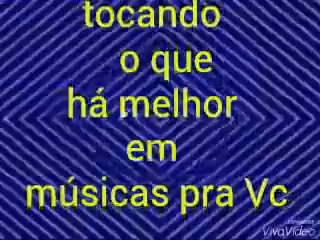 tocando
o que
há melhor
em
músicas pra Vc
VivaVideo